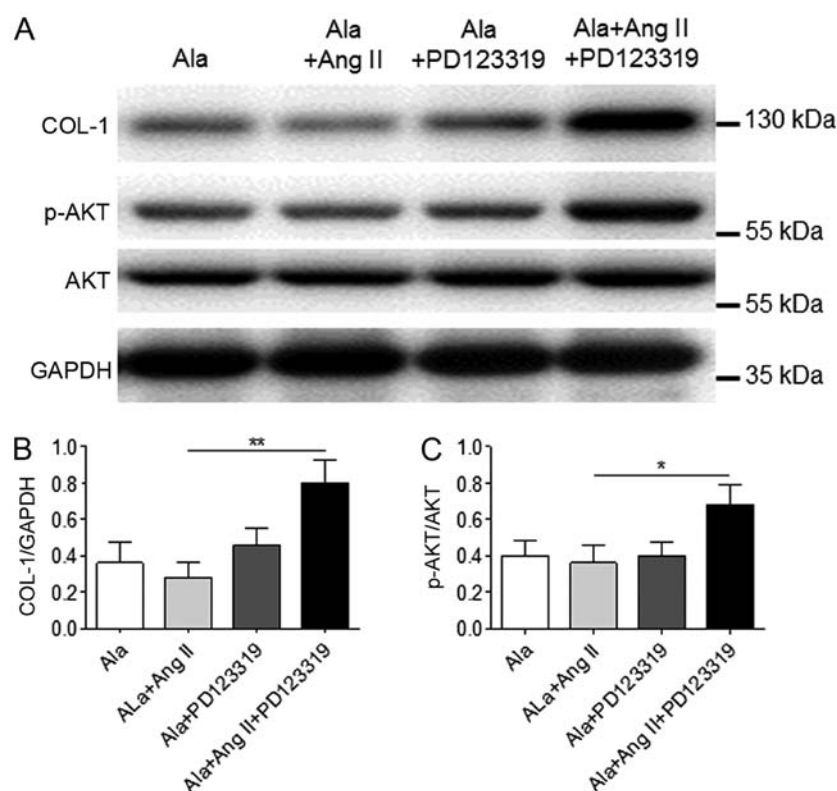 A
Ala
Ala
+Ang II
Ala
+PD123319
Ala+Ang II
+PD123319
COL-1
130 kDa
p-AKT
55 kDa
AKT
55 kDa
GAPDH
35 kDa
B
**
COL-1/GAPDH
1.0
0.8
0.6
0.4
0.2
0.0
Ala
ALa+Ang II
Ala+PD123319
Ala+Ang II+PD123319
C
*
p-AKT/AKT
1.0
0.8
0.6
0.4
0.2
0.0
Ala
Ala+Ang II
Ala+PD123319
Ala+Ang II+PD123319